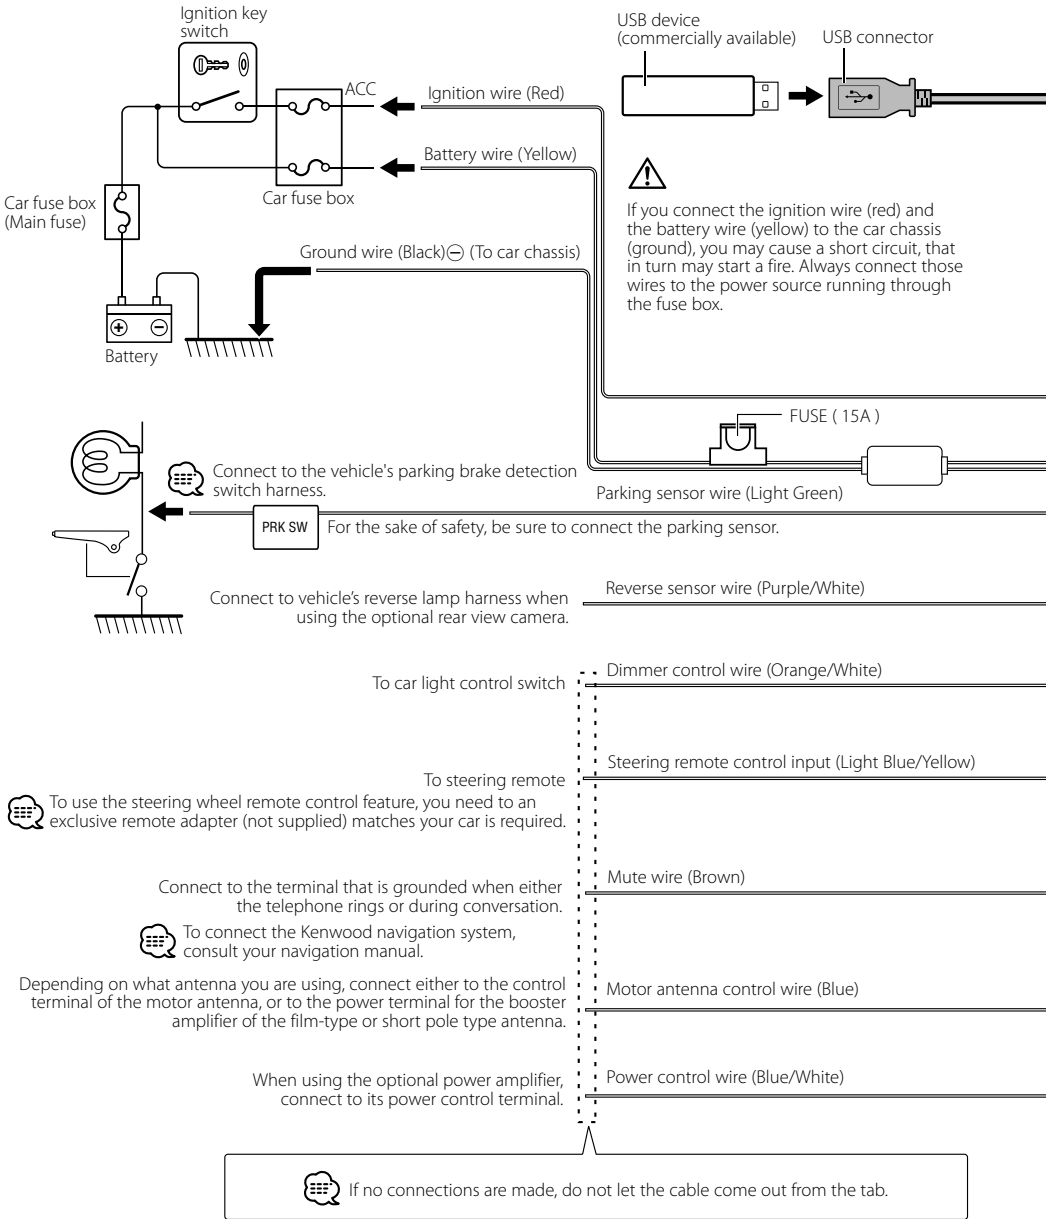 Ignition key
switch
USB device
(commercially available)
USB connector
ACC
Ignition wire (Red)
Battery wire (Yellow)
Car fuse box
Car fuse box
(Main fuse)
If you connect the ignition wire (red) and
the battery wire (yellow) to the car chassis
(ground), you may cause a short circuit, that
in turn may start a fire. Always connect those
wires to the power source running through
the fuse box.
Ground wire (Black)⊖ (To car chassis)
Battery
FUSE ( 15A )
Connect to the vehicle's parking brake detection
switch harness.
Parking sensor wire (Light Green)
PRK SW
For the sake of safety, be sure to connect the parking sensor.
Connect to vehicle’s reverse lamp harness when
using the optional rear view camera.
Reverse sensor wire (Purple/White)
To car light control switch
Dimmer control wire (Orange/White)
To steering remote
Steering remote control input (Light Blue/Yellow)
To use the steering wheel remote control feature, you need to an
exclusive remote adapter (not supplied) matches your car is required.
Connect to the terminal that is grounded when either
the telephone rings or during conversation.
Mute wire (Brown)
To connect the Kenwood navigation system,
consult your navigation manual.
Depending on what antenna you are using, connect either to the control
terminal of the motor antenna, or to the power terminal for the booster
amplifier of the film-type or short pole type antenna.
Motor antenna control wire (Blue)
When using the optional power amplifier,
connect to its power control terminal.
Power control wire (Blue/White)
If no connections are made, do not let the cable come out from the tab.